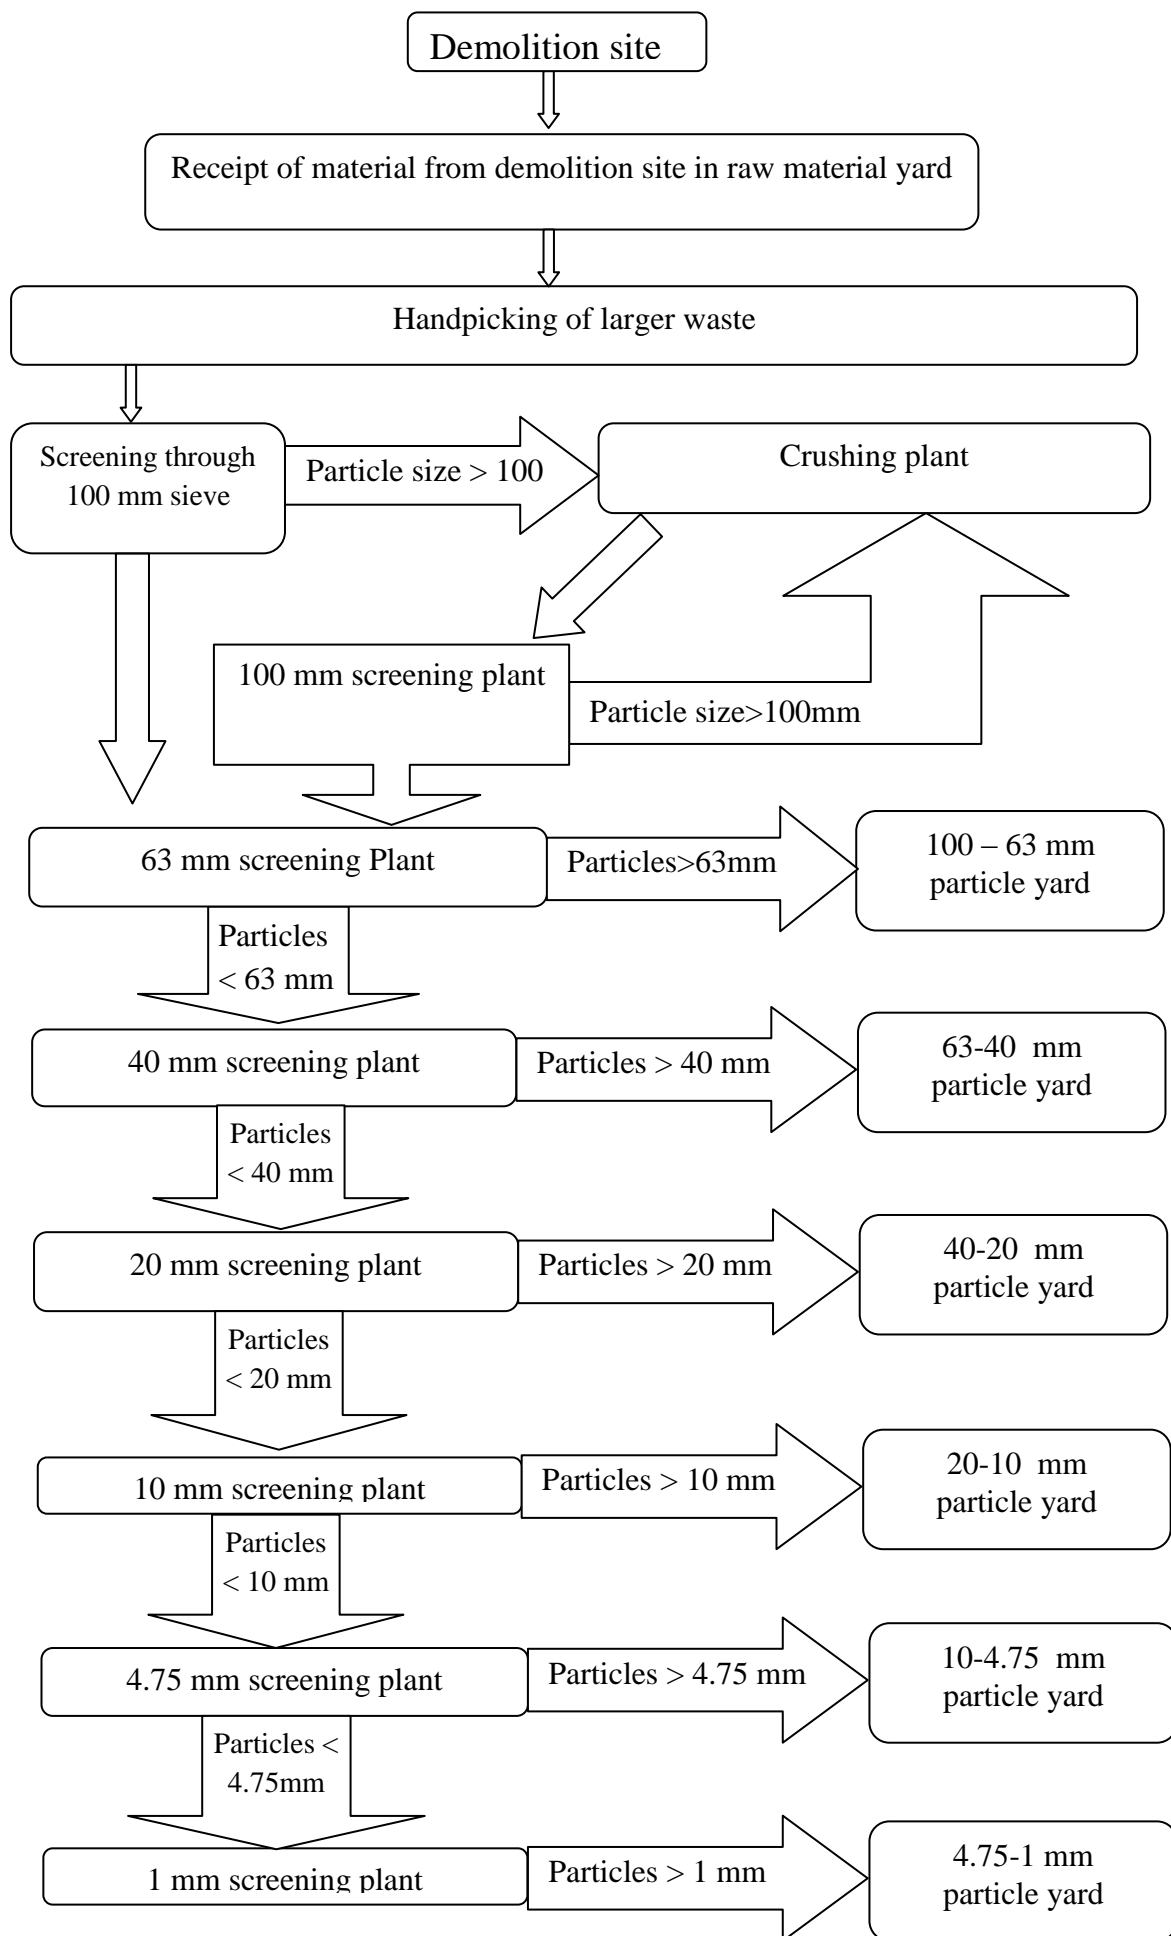 Demolition site
Receipt of material from demolition site in raw material yard
Handpicking of larger waste
Screening through
100 mm sieve
Particle size > 100
Crushing plant
100 mm screening plant
Particle size>100mm
63 mm screening Plant
Particles>63mm
100 – 63 mm
particle yard
Particles
< 63 mm
40 mm screening plant
Particles > 40 mm
63-40 mm
particle yard
Particles
< 40 mm
20 mm screening plant
Particles > 20 mm
40-20 mm
particle yard
Particles
< 20 mm
10 mm screening plant
Particles > 10 mm
20-10 mm
particle yard
Particles
< 10 mm
4.75 mm screening plant
Particles > 4.75 mm
10-4.75 mm
particle yard
Particles <
4.75mm
1 mm screening plant
Particles > 1 mm
4.75-1 mm
particle yard